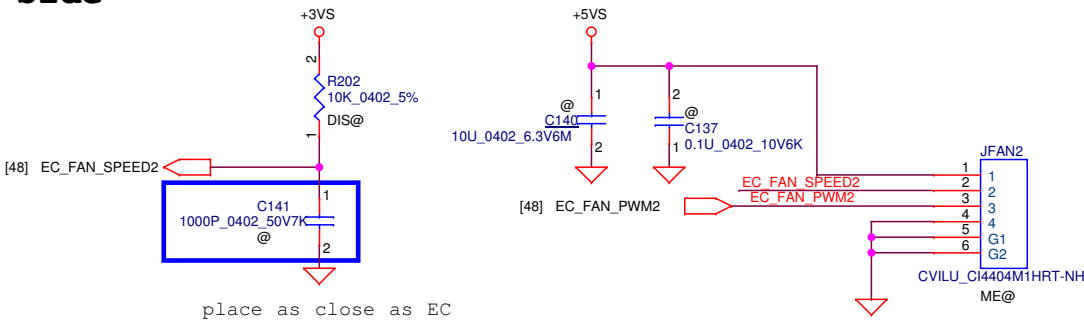 +3VS
2
R202
10K_0402_5%
DIS@
1
[48] EC_FAN_SPEED2
1
C141
1000P_0402_50V7K
@
2
place as close as EC
+5VS
1
@
C140
10U_0402_6.3V6M
2
2
@
C137
0.1U_0402_10V6K
1
JFAN2
EC_FAN_SPEED2
EC_FAN_PWM2
[48] EC_FAN_PWM2
1 1
2 2
3 3
4 4
5 G1
6 G2
CVILU_CI4404M1HRT-NH
ME@